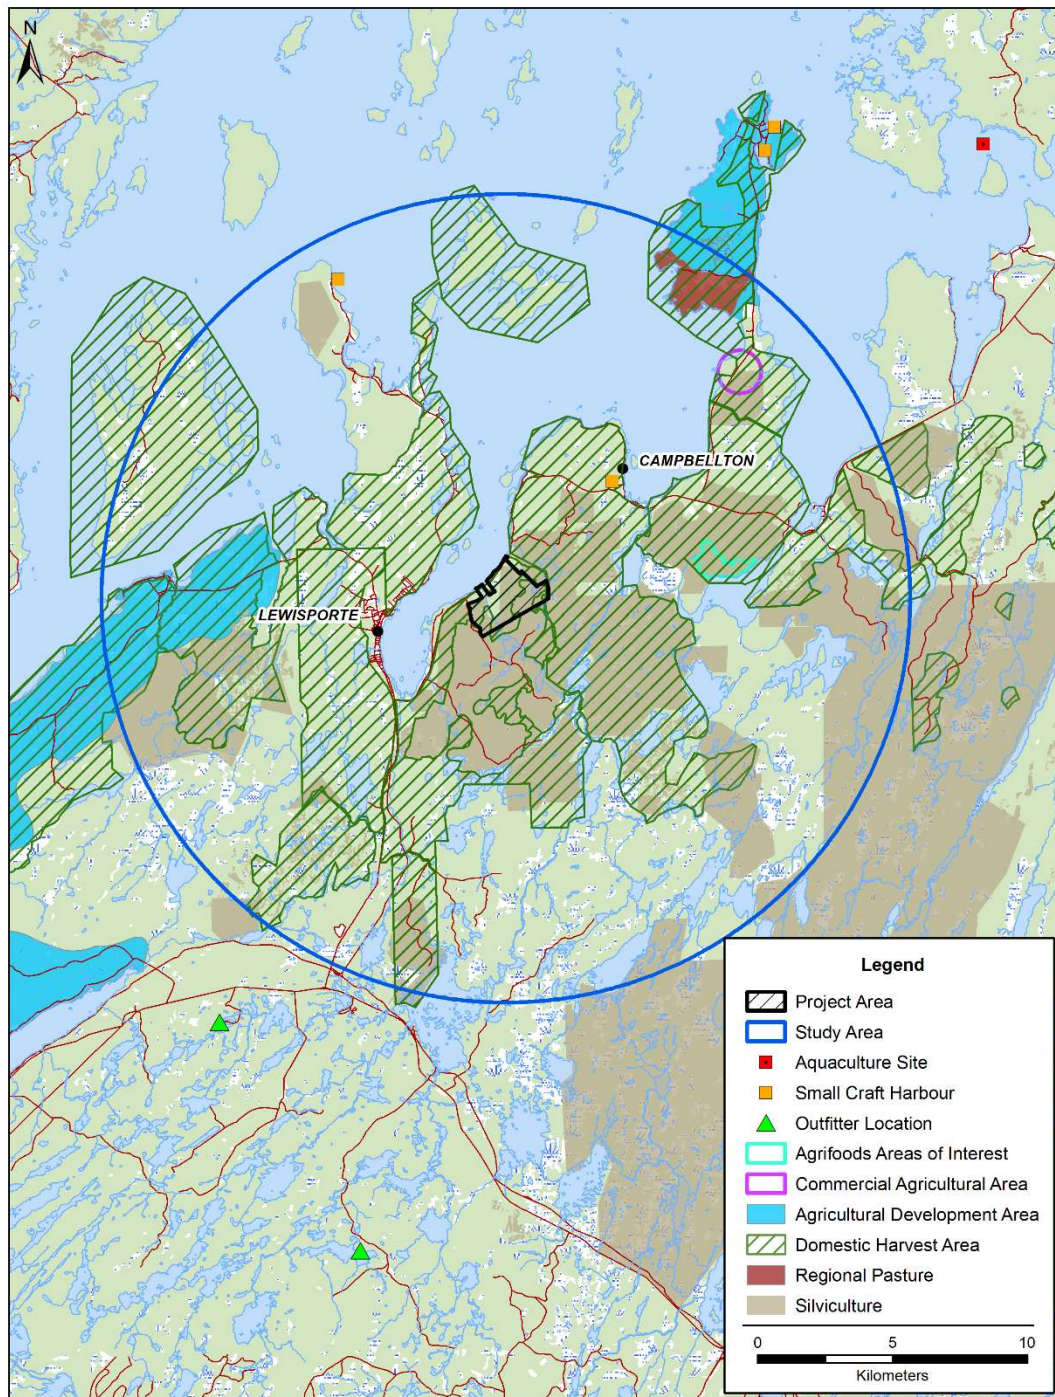 N
CAMPBELLTON
LEWISPORTE
Legend
Project Area
Study Area
Aquaculture Site
Small Craft Harbour
Outfitter Location
Agrifoods Areas of Interest
Commercial Agricultural Area
Agricultural Development Area
Domestic Harvest Area
Regional Pasture
Silviculture
0 5 10
Kilometers